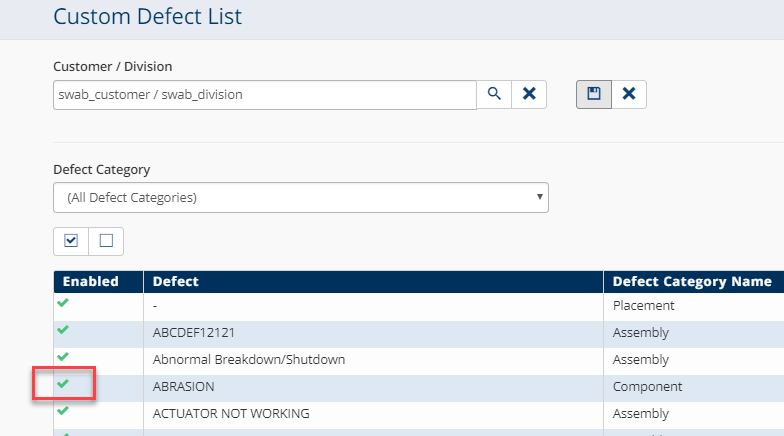 Custom Defect List
Customer / Division
swab_customer / swab_division
Defect Category
(All Defect Categories)
Enabled Defect Defect Category Name
- Placement
ABCDEF12121 Assembly
Abnormal Breakdown/Shutdown Assembly
ABRASION Component
ACTUATOR NOT WORKING Assembly